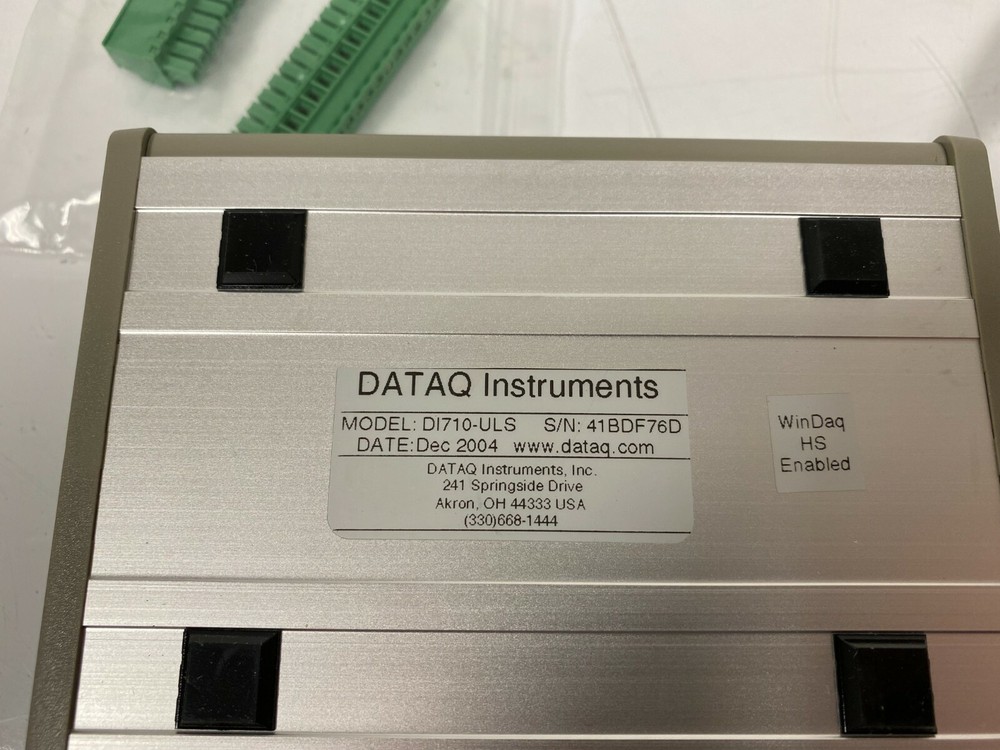 DATAQ Instruments
MODEL: DI710-ULS S/N: 41BDF76D
DATE:Dec 2004 www.dataq.com
DATAQ Instruments, Inc.
241 Springside Drive
Akron, OH 44333 USA
(330)668-1444
WinDaq
HS
Enabled